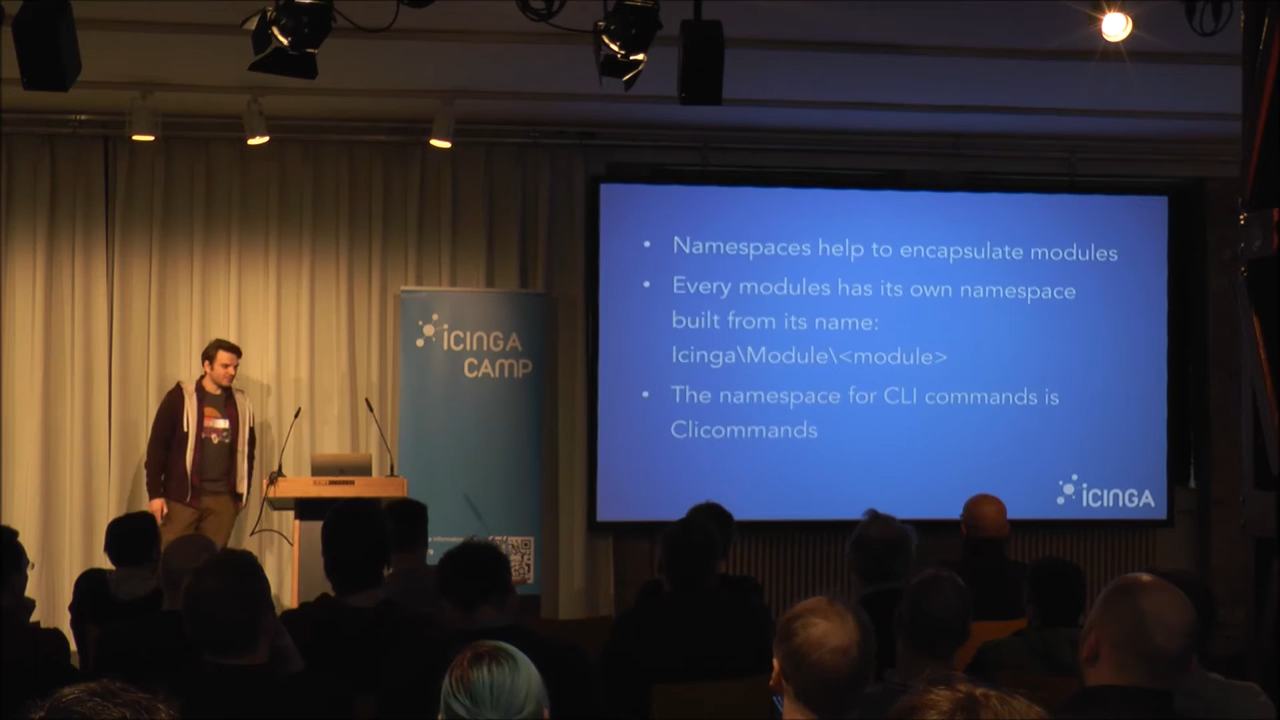 • Namespaces help to encapsulate modules
• Every modules has its own namespace
built from its name:
Icinga\Module\<module>
• The namespace for CLI commands is
Clicommands
iCINGA
iCINGA
CAMP